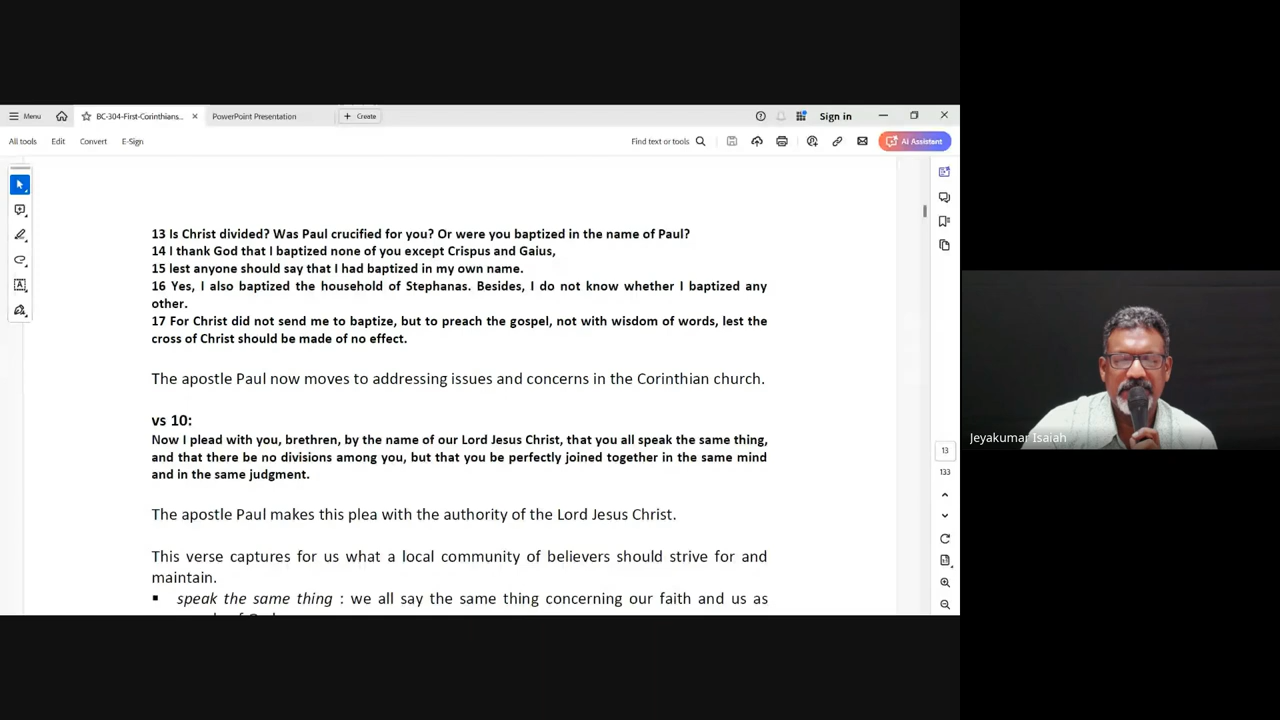 Menu
BC-304-First-Corinthians...
PowerPoint Presentation
Create
Sign in
All tools
Edit
Convert
E-Sign
Find text or tools
AI Assistant
13 Is Christ divided? Was Paul crucified for you? Or were you baptized in the name of Paul?
14 I thank God that I baptized none of you except Crispus and Gaius,
15 lest anyone should say that I had baptized in my own name.
16 Yes, I also baptized the household of Stephanas. Besides, I do not know whether I baptized any
other.
17 For Christ did not send me to baptize, but to preach the gospel, not with wisdom of words, lest the
cross of Christ should be made of no effect.
The apostle Paul now moves to addressing issues and concerns in the Corinthian church.
vs 10:
Now I plead with you, brethren, by the name of our Lord Jesus Christ, that you all speak the same thing,
and that there be no divisions among you, but that you be perfectly joined together in the same mind
and in the same judgment.
The apostle Paul makes this plea with the authority of the Lord Jesus Christ.
This verse captures for us what a local community of believers should strive for and
maintain.
▪ speak the same thing : we all say the same thing concerning our faith and us as
13
133
Jeyakumar Isaiah